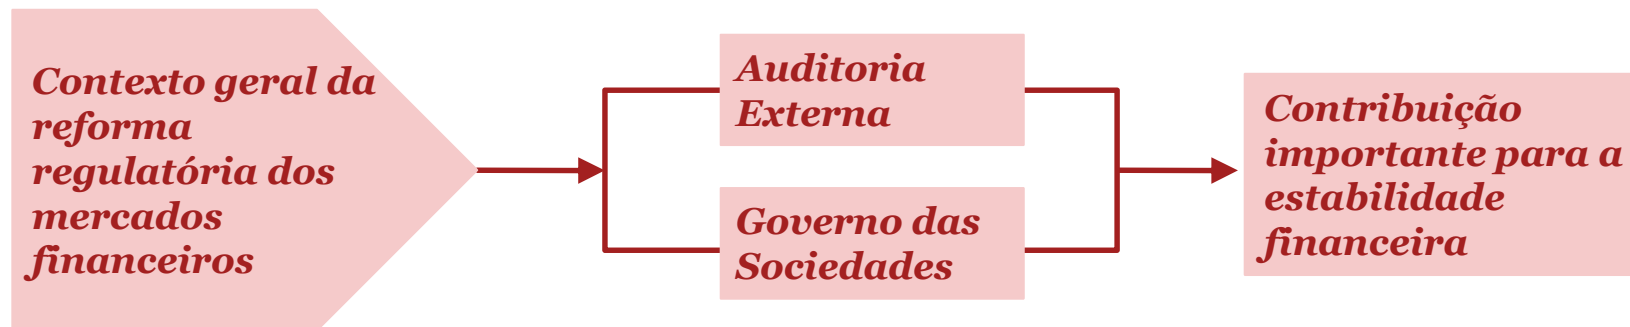 Contexto geral da
reforma
regulatória dos
mercados
financeiros
Auditoria
Externa
Governo das
Sociedades
Contribuição
importante para a
estabilidade
financeira